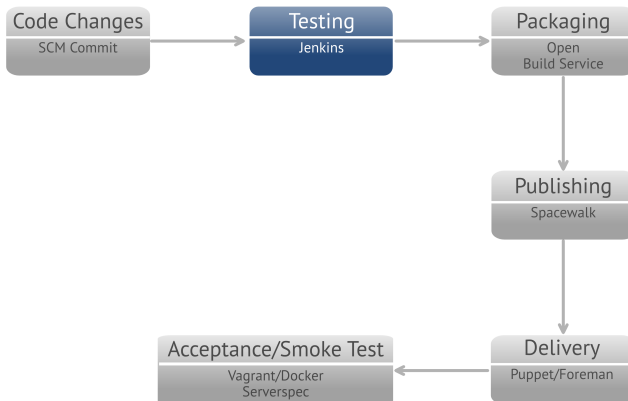 Code Changes
SCM Commit
Testing
Jenkins
Packaging
Open
Build Service
Publishing
Spacewalk
Delivery
Puppet/Foreman
Acceptance/Smoke Test
Vagrant/Docker
Serverspec